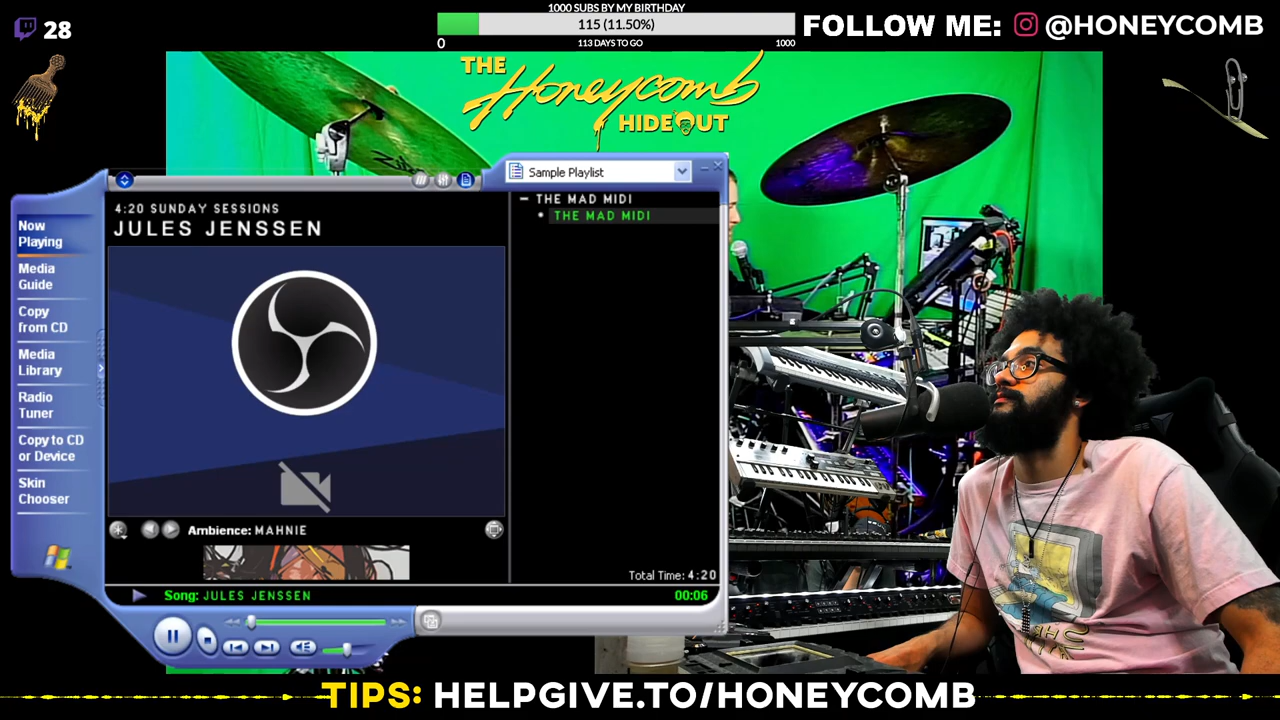 28
1000 SUBS BY MY BIRTHDAY
115 (11.50%)
0
113 DAYS TO GO
1000
FOLLOW ME: @HONEYCOMB
THE
Honeycomb
HIDEOUT
Sample Playlist
4:20 SUNDAY SESSIONS
JULES JENSSEN
THE MAD MIDI
THE MAD MIDI
Now
Playing
Media
Guide
Copy
from CD
Media
Library
Radio
Tuner
Copy to CD
or Device
Skin
Chooser
Ambience: MAHNIE
Total Time: 4:20
Song: JULES JENSSEN
00:06
TIPS: HELPGIVE.TO/HONEYCOMB